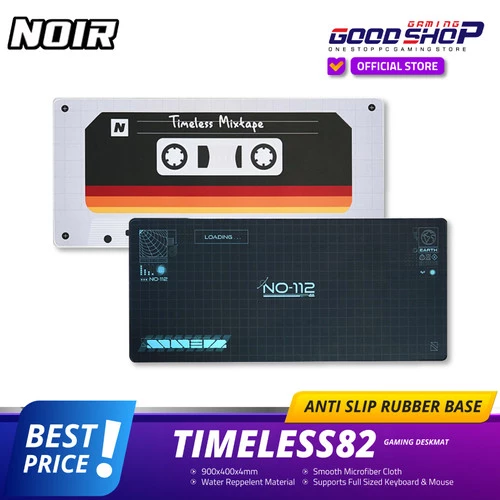 NOIR
GAMING
GOODSHOP
ONE STOP PC GAMING STORE
OFFICIAL STORE
N
Timeless Mixtape
LOADING...
NO-112
EARTH
NO-112
ANTI SLIP RUBBER BASE
BEST
PRICE!
TIMELESS82
GAMING DESKMAT
900x400x4mm
Smooth Microfiber Cloth
Water Reppelent Material
Supports Full Sized Keyboard & Mouse